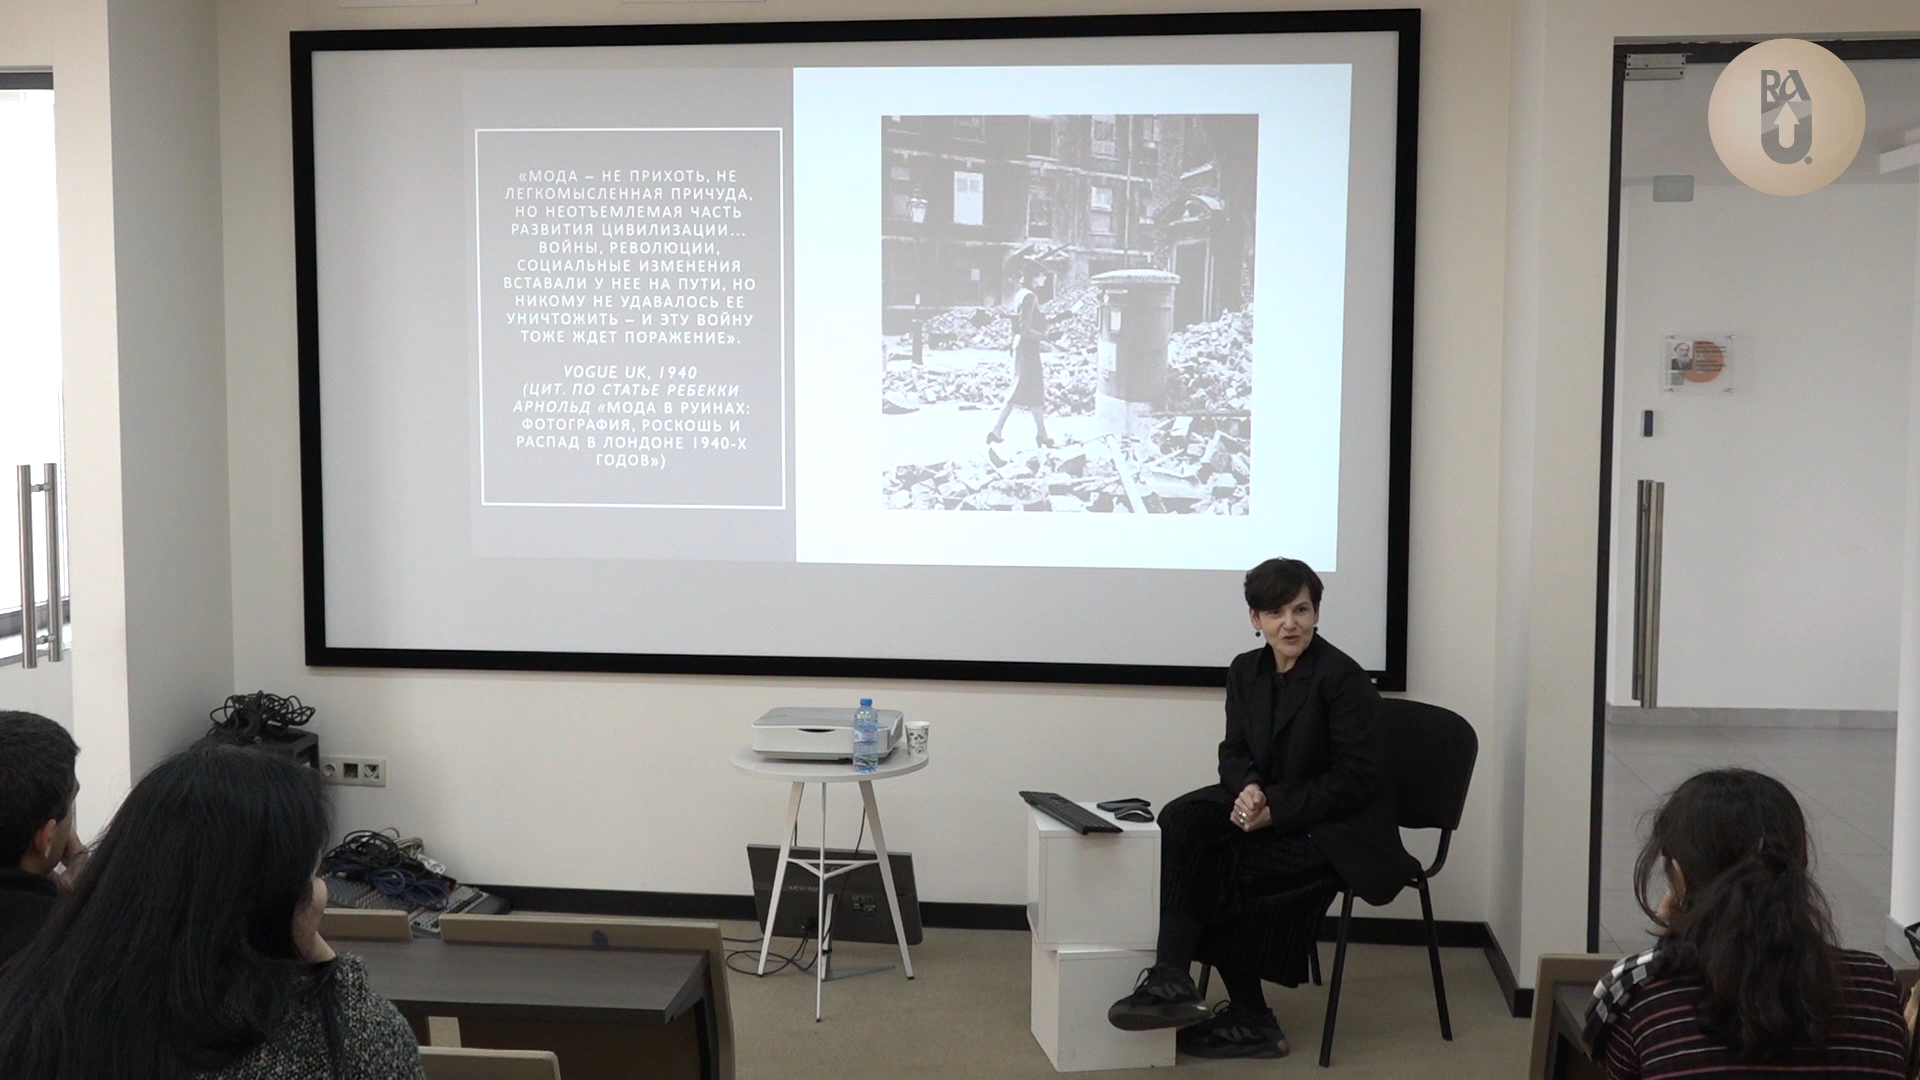 «МОДА – НЕ ПРИХОТЬ, НЕ
ЛЕГКОМЫСЛЕННАЯ ПРИЧУДА,
НО НЕОТЪЕМЛЕМАЯ ЧАСТЬ
РАЗВИТИЯ ЦИВИЛИЗАЦИИ...
ВОЙНЫ, РЕВОЛЮЦИИ,
СОЦИАЛЬНЫЕ ИЗМЕНЕНИЯ
ВСТАВАЛИ У НЕЕ НА ПУТИ, НО
НИКОМУ НЕ УДАВАЛОСЬ ЕЕ
УНИЧТОЖИТЬ – И ЭТУ ВОЙНУ
ТОЖЕ ЖДЕТ ПОРАЖЕНИЕ».
VOGUE UK, 1940
(ЦИТ. ПО СТАТЬЕ РЕБЕККИ
АРНОЛЬД «МОДА В РУИНАХ:
ФОТОГРАФИЯ, РОСКОШЬ И
РАСПАД В ЛОНДОНЕ 1940-Х
ГОДОВ»)
RAU